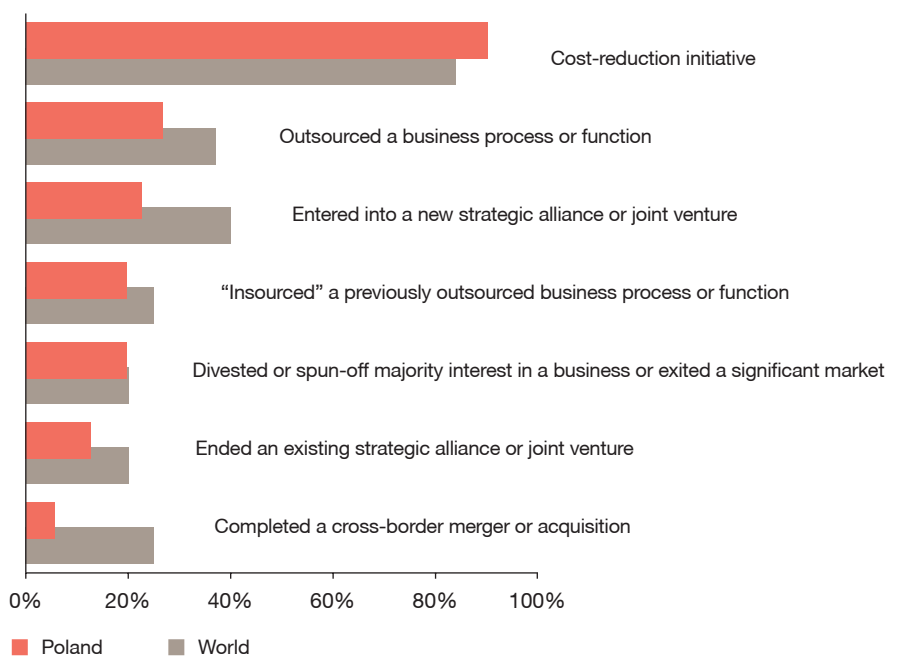 Cost-reduction initiative
Outsourced a business process or function
Entered into a new strategic alliance or joint venture
“Insourced” a previously outsourced business process or function
Divested or spun-off majority interest in a business or exited a significant market
Ended an existing strategic alliance or joint venture
Completed a cross-border merger or acquisition
0% 20% 40% 60% 80% 100%
Poland World